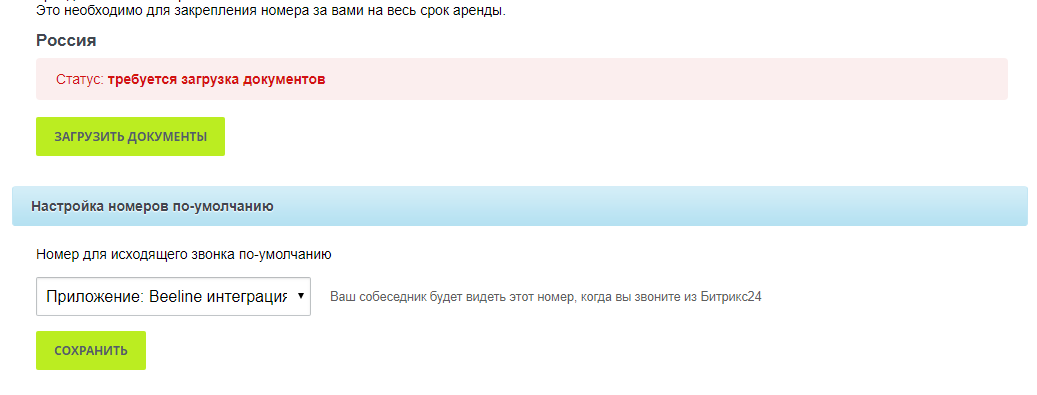 Это необходимо для закрепления номера за вами на весь срок аренды.
Россия
Статус: требуется загрузка документов
ЗАГРУЗИТЬ ДОКУМЕНТЫ
Настройка номеров по-умолчанию
Номер для исходящего звонка по-умолчанию
Приложение: Beeline интеграция
Ваш собеседник будет видеть этот номер, когда вы звоните из Битрикс24
СОХРАНИТЬ